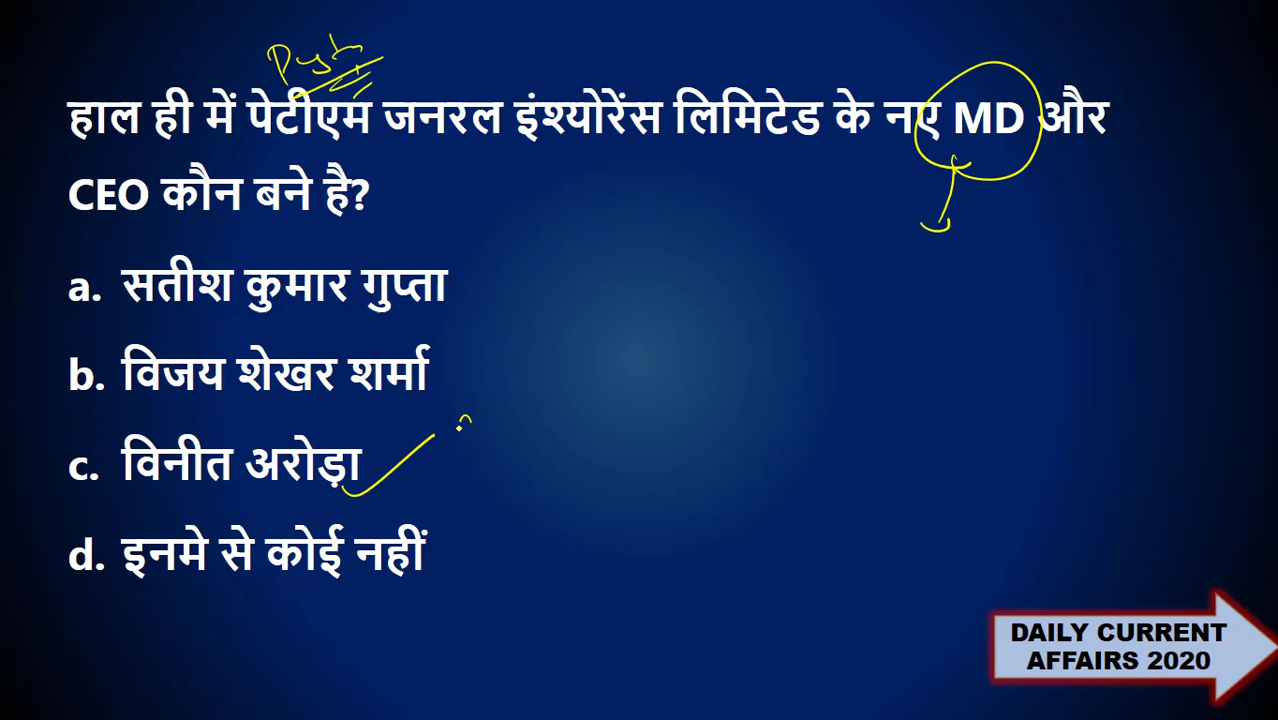 हाल ही में पेटीएम जनरल इंश्योरेंस लिमिटेड के नए MD और
CEO कौन बने है?
a. सतीश कुमार गुप्ता
b. विजय शेखर शर्मा
c. विनीत अरोड़ा
d. इनमे से कोई नहीं
DAILY CURRENT
AFFAIRS 2020